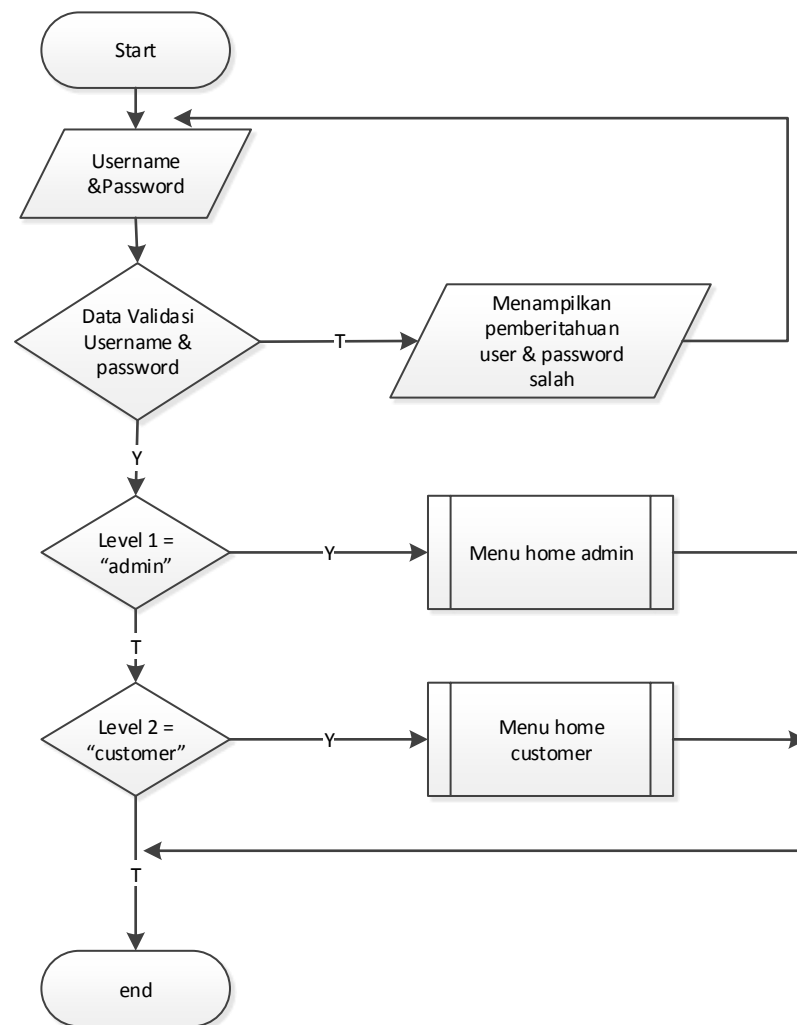 Start
Username
&Password
Data Validasi
Username &
password
T
Menampilkan
pemberitahuan
user & password
salah
Y
Level 1 =
“admin”
Y
Menu home admin
T
Level 2 =
“customer”
Y
Menu home
customer
T
end